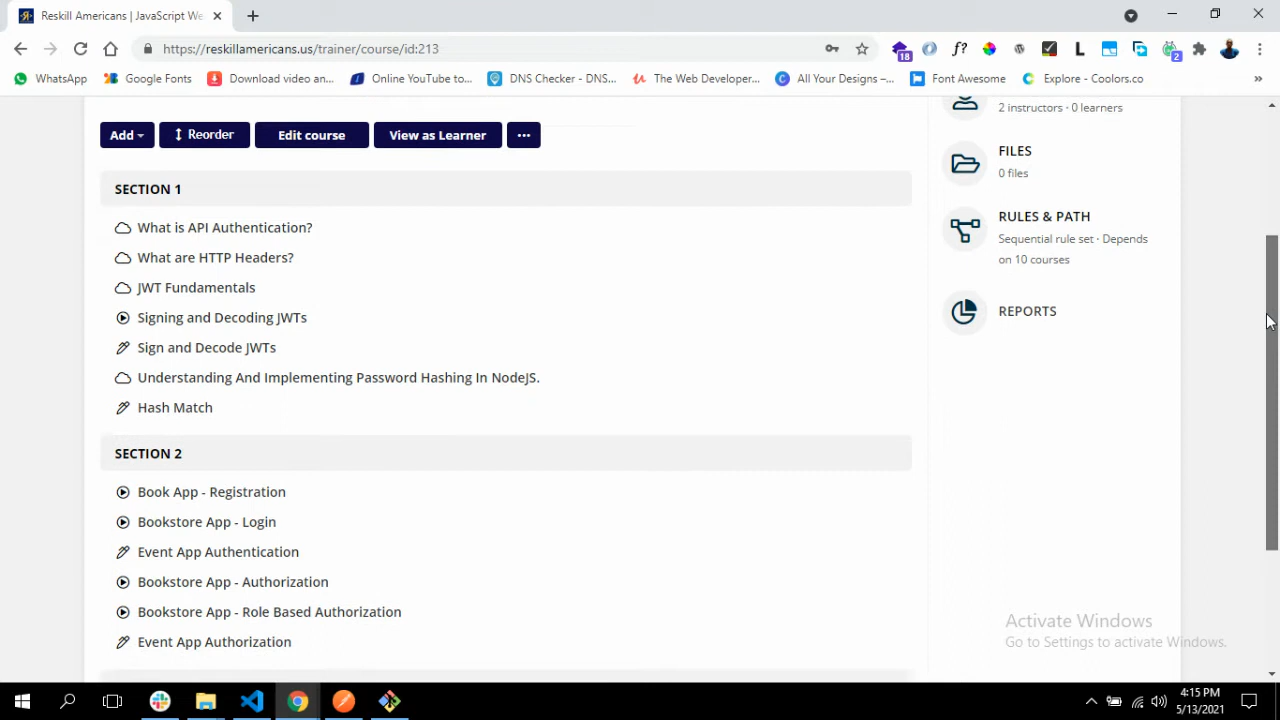 Reskill Americans | JavaScript We
https://reskillamericans.us/trainer/course/id:213
18
f?
L
2
WhatsApp
Google Fonts
Download video an...
Online YouTube to...
DNS Checker - DNS...
The Web Developer...
All Your Designs –...
Font Awesome
Explore - Coolors.co
»
Add
Reorder
Edit course
View as Learner
...
2 instructors · 0 learners
FILES
0 files
RULES & PATH
Sequential rule set · Depends
on 10 courses
REPORTS
SECTION 1
What is API Authentication?
What are HTTP Headers?
JWT Fundamentals
Signing and Decoding JWTs
Sign and Decode JWTs
Understanding And Implementing Password Hashing In NodeJS.
Hash Match
SECTION 2
Book App - Registration
Bookstore App - Login
Event App Authentication
Bookstore App - Authorization
Bookstore App - Role Based Authorization
Event App Authorization
Activate Windows
Go to Settings to activate Windows.
4:15 PM
5/13/2021